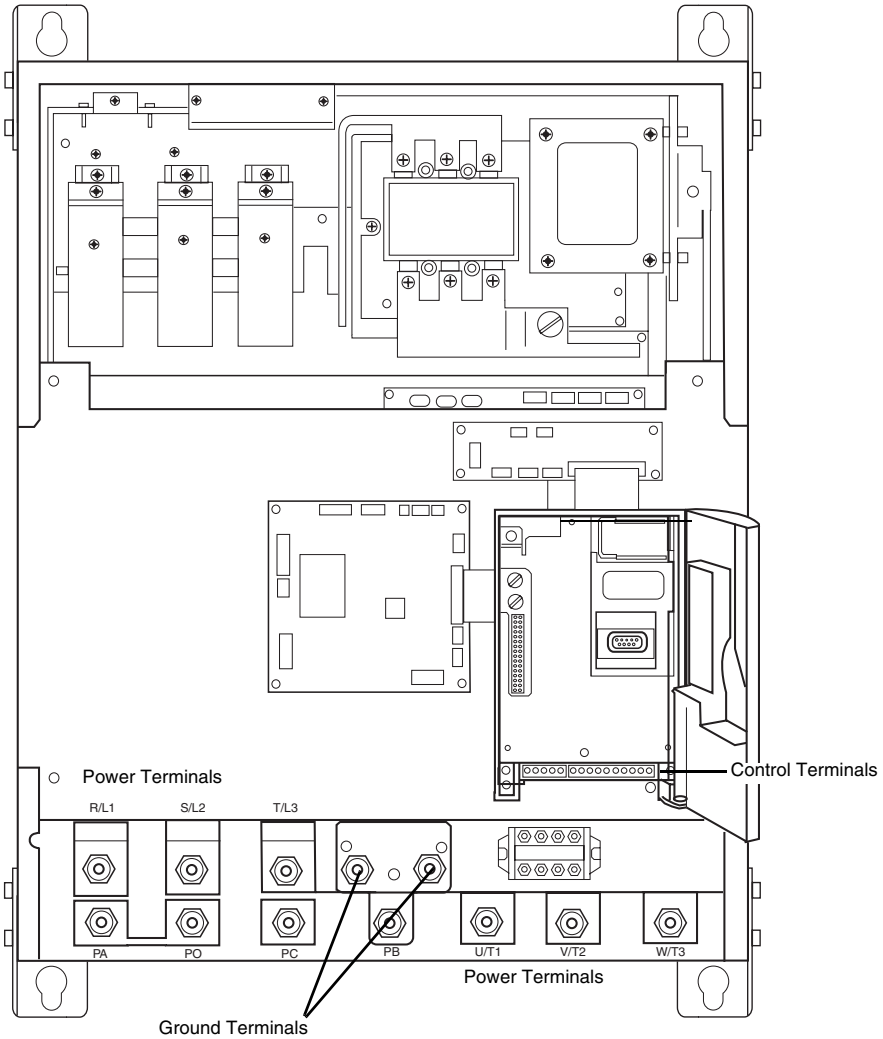 Control Terminals
Power Terminals
R/L1 S/L2 T/L3
PA PO PC PB U/T1 V/T2 W/T3
Power Terminals
Ground Terminals